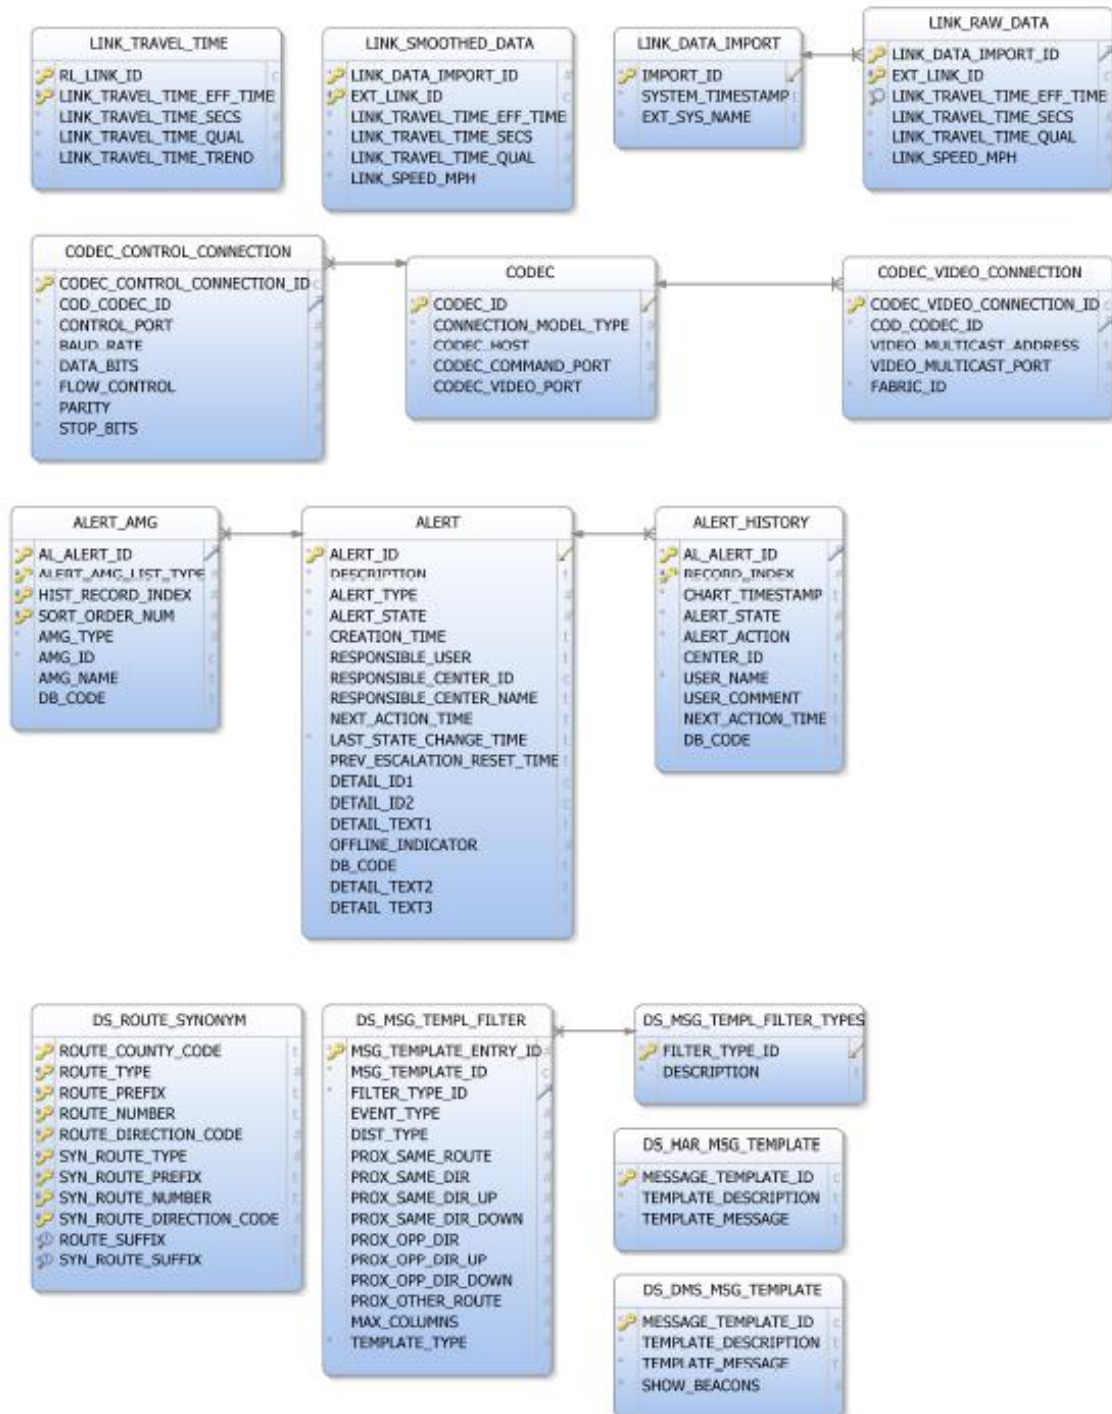 LINK_TRAVEL_TIME
RL_LINK_ID
LINK_TRAVEL_TIME_EFF_TIME
LINK_TRAVEL_TIME_SECS
LINK_TRAVEL_TIME_QUAL
LINK_TRAVEL_TIME_TREND
LINK_SMOOTHED_DATA
LINK_DATA_IMPORT_ID
EXT_LINK_ID
LINK_TRAVEL_TIME_EFF_TIME
LINK_TRAVEL_TIME_SECS
LINK_TRAVEL_TIME_QUAL
LINK_SPEED_MPH
LINK_DATA_IMPORT
IMPORT_ID
SYSTEM_TIMESTAMP
EXT_SYS_NAME
LINK_RAW_DATA
LINK_DATA_IMPORT_ID
EXT_LINK_ID
LINK_TRAVEL_TIME_EFF_TIME
LINK_TRAVEL_TIME_SECS
LINK_TRAVEL_TIME_QUAL
LINK_SPEED_MPH
CODEC_CONTROL_CONNECTION
CODEC_CONTROL_CONNECTION_ID
COD_CODEC_ID
CONTROL_PORT
BAUD_RATE
DATA_BITS
FLOW_CONTROL
PARITY
STOP_BITS
CODEC
CODEC_ID
CONNECTION_MODEL_TYPE
CODEC_HOST
CODEC_COMMAND_PORT
CODEC_VIDEO_PORT
CODEC_VIDEO_CONNECTION
CODEC_VIDEO_CONNECTION_ID
COD_CODEC_ID
VIDEO_MULTICAST_ADDRESS
VIDEO_MULTICAST_PORT
FABRIC_ID
ALERT_AMG
AL_ALERT_ID
ALERT_AMG_LIST_TYPE
HIST_RECORD_INDEX
SORT_ORDER_NUM
AMG_TYPE
AMG_ID
AMG_NAME
DB_CODE
ALERT
ALERT_ID
DESCRIPTION
ALERT_TYPE
ALERT_STATE
CREATION_TIME
RESPONSIBLE_USER
RESPONSIBLE_CENTER_ID
RESPONSIBLE_CENTER_NAME
NEXT_ACTION_TIME
LAST_STATE_CHANGE_TIME
PREV_ESCALATION_RESET_TIME
DETAIL_ID1
DETAIL_ID2
DETAIL_TEXT1
OFFLINE_INDICATOR
DB_CODE
DETAIL_TEXT2
DETAIL_TEXT3
ALERT_HISTORY
AL_ALERT_ID
RECORD_INDEX
CHART_TIMESTAMP
ALERT_STATE
ALERT_ACTION
CENTER_ID
USER_NAME
USER_COMMENT
NEXT_ACTION_TIME
DB_CODE
DS_ROUTE_SYNONYM
ROUTE_COUNTY_CODE
ROUTE_TYPE
ROUTE_PREFIX
ROUTE_NUMBER
ROUTE_DIRECTION_CODE
SYN_ROUTE_TYPE
SYN_ROUTE_PREFIX
SYN_ROUTE_NUMBER
SYN_ROUTE_DIRECTION_CODE
ROUTE_SUFFIX
SYN_ROUTE_SUFFIX
DS_MSG_TEMPL_FILTER
MSG_TEMPLATE_ENTRY_ID
MSG_TEMPLATE_ID
FILTER_TYPE_ID
EVENT_TYPE
DIST_TYPE
PROX_SAME_ROUTE
PROX_SAME_DIR
PROX_SAME_DIR_UP
PROX_SAME_DIR_DOWN
PROX_OPP_DIR
PROX_OPP_DIR_UP
PROX_OPP_DIR_DOWN
PROX_OTHER_ROUTE
MAX_COLUMNS
TEMPLATE_TYPE
DS_MSG_TEMPL_FILTER_TYPES
FILTER_TYPE_ID
DESCRIPTION
DS_HAR_MSG_TEMPLATE
MESSAGE_TEMPLATE_ID
TEMPLATE_DESCRIPTION
TEMPLATE_MESSAGE
DS_DMS_MSG_TEMPLATE
MESSAGE_TEMPLATE_ID
TEMPLATE_DESCRIPTION
TEMPLATE_MESSAGE
SHOW_BEACONS